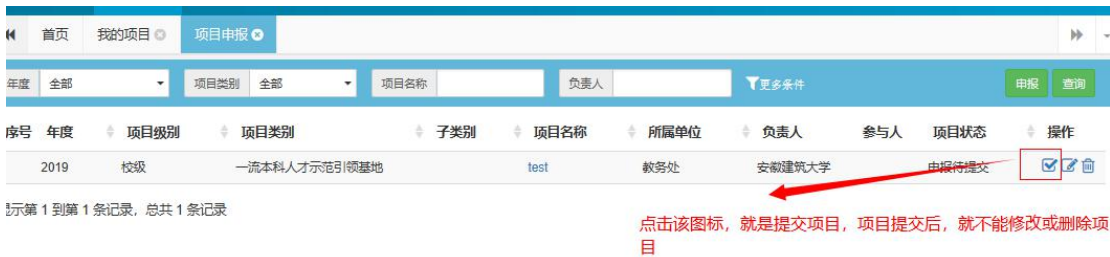 首页 我的项目 项目申报
年度 全部 项目类别 全部 项目名称 负责人 更多条件 申报 查询
序号 年度 项目级别 项目类别 子类别 项目名称 所属单位 负责人 参与人 项目状态 操作
2019 校级 一流本科人才示范引领基地 test 教务处 安徽建筑大学 申报待提交
显示第 1 到第 1 条记录，总共 1 条记录
点击该图标，就是提交项目，项目提交后，就不能修改或删除项
目